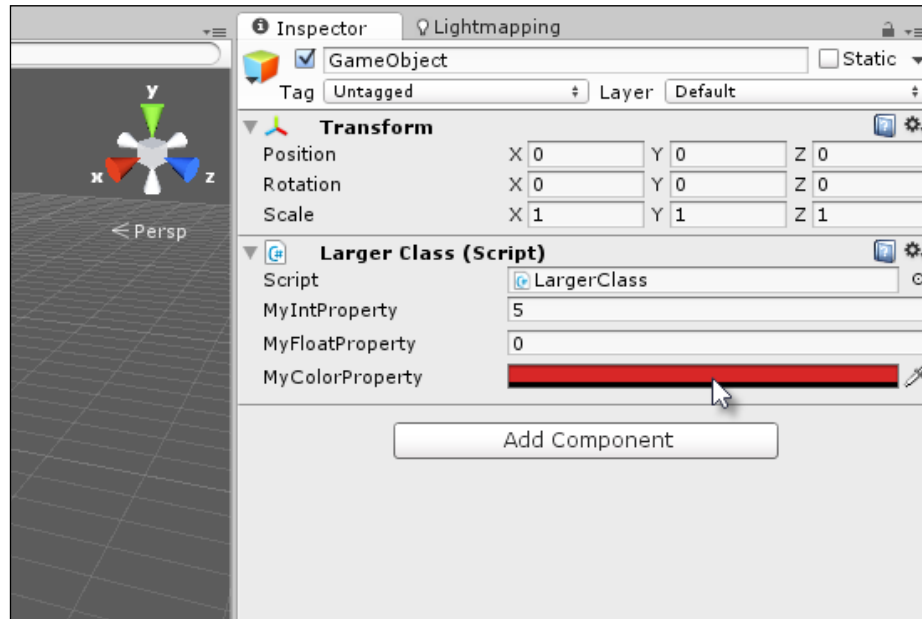 Inspector Lightmapping
GameObject Static
Tag Untagged Layer Default
y
x z
Persp
Transform
Position X 0 Y 0 Z 0
Rotation X 0 Y 0 Z 0
Scale X 1 Y 1 Z 1
Larger Class (Script)
Script LargerClass
MyIntProperty 5
MyFloatProperty 0
MyColorProperty
Add Component